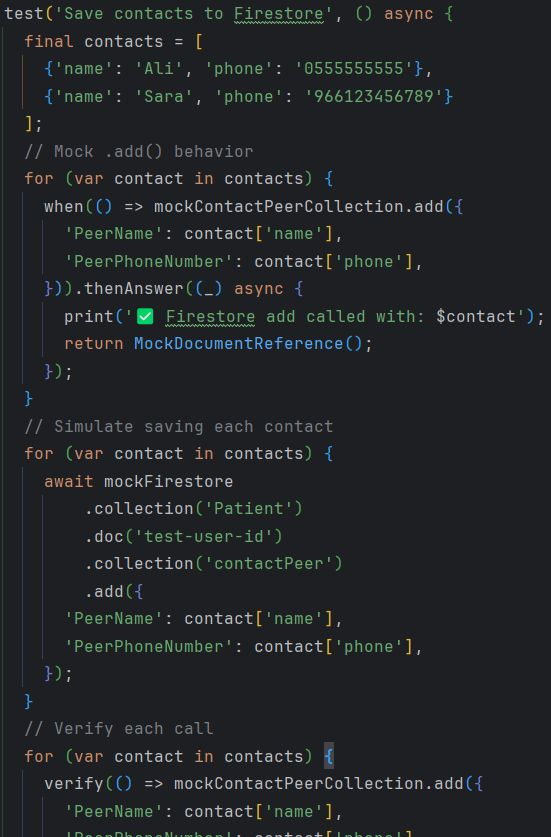 test('Save contacts to Firestore', () async {
final contacts = [
{'name': 'Ali', 'phone': '0555555555'},
{'name': 'Sara', 'phone': '966123456789'}
];
// Mock .add() behavior
for (var contact in contacts) {
when(() => mockContactPeerCollection.add({
'PeerName': contact['name'],
'PeerPhoneNumber': contact['phone'],
})).thenAnswer((_) async {
print('✅ Firestore add called with: $contact');
return MockDocumentReference();
});
}
// Simulate saving each contact
for (var contact in contacts) {
await mockFirestore
.collection('Patient')
.doc('test-user-id')
.collection('contactPeer')
.add({
'PeerName': contact['name'],
'PeerPhoneNumber': contact['phone'],
});
}
// Verify each call
for (var contact in contacts) {
verify(() => mockContactPeerCollection.add({
'PeerName': contact['name'],
'PeerPhoneNumber': contact['phone'],